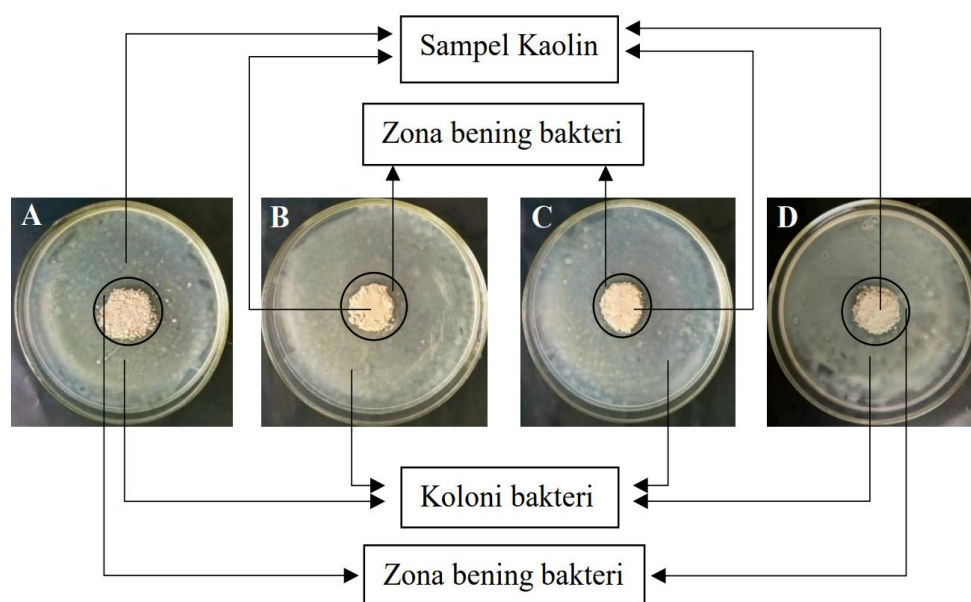 Sampel Kaolin
Zona bening bakteri
A
B
C
D
Koloni bakteri
Zona bening bakteri